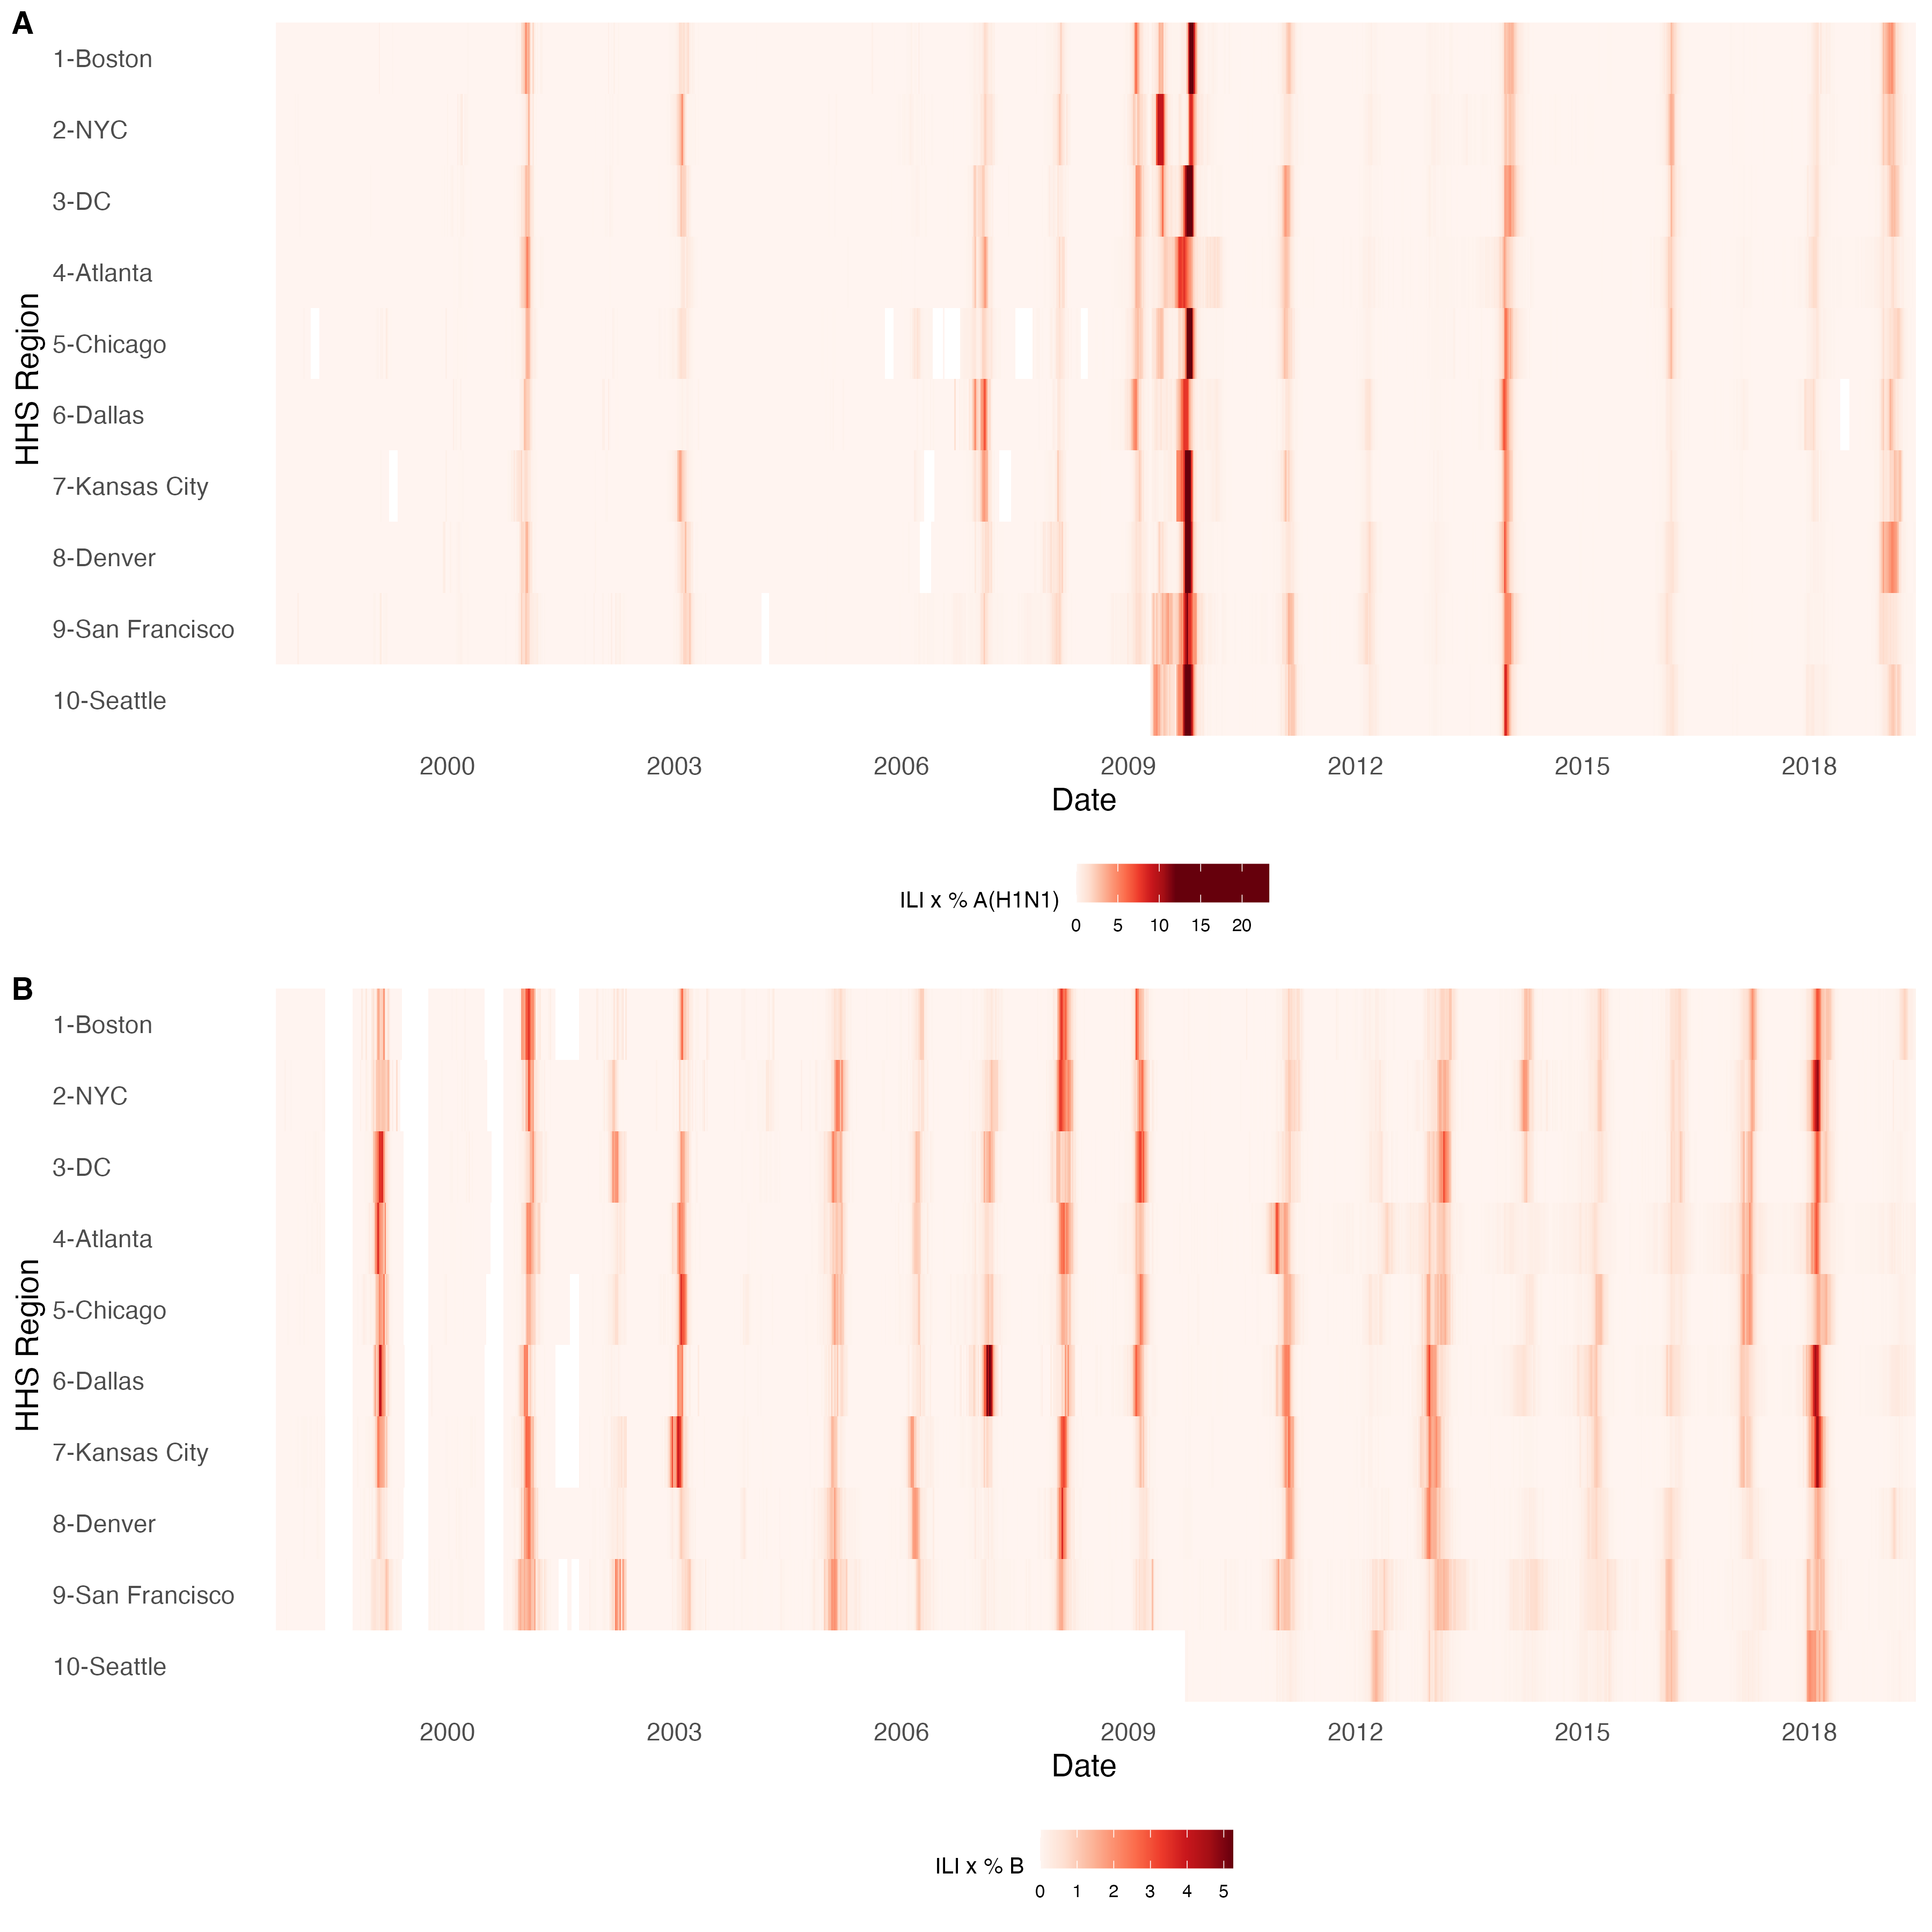 A
HHS Region
1-Boston
2-NYC
3-DC
4-Atlanta
5-Chicago
6-Dallas
7-Kansas City
8-Denver
9-San Francisco
10-Seattle
2000 2003 2006 2009 2012 2015 2018
Date
ILI x % A(H1N1)
0 5 10 15 20
B
HHS Region
1-Boston
2-NYC
3-DC
4-Atlanta
5-Chicago
6-Dallas
7-Kansas City
8-Denver
9-San Francisco
10-Seattle
2000 2003 2006 2009 2012 2015 2018
Date
ILI x % B
0 1 2 3 4 5